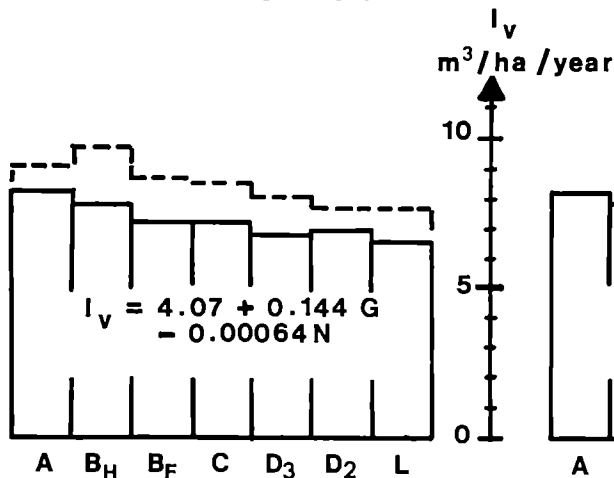 I_v
m³/ha/year
10
I_v = 4.07 + 0.144 G
- 0.00064 N
5
0
A B_H B_F C D_3 D_2 L A